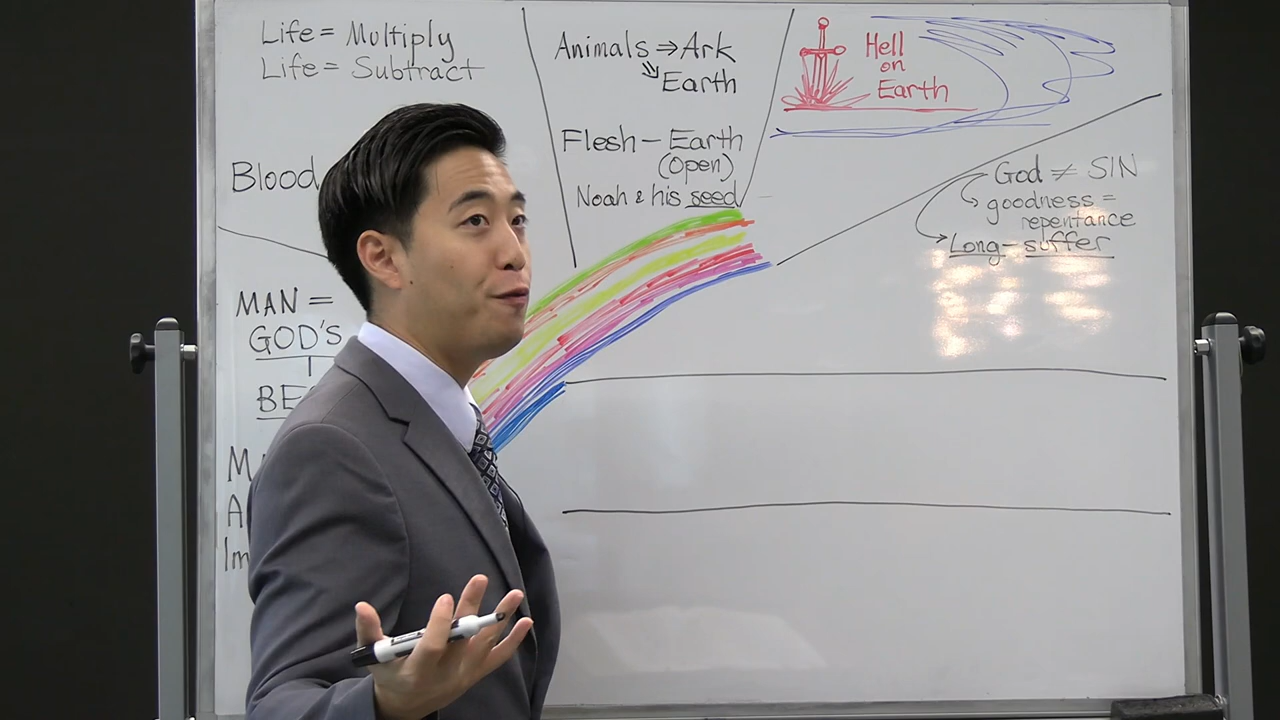 Life = Multiply
Life = Subtract
Blood
MAN =
GOD'S
Animals ⇒ Ark
⇘ Earth
Flesh - Earth
(Open)
Noah & his seed
Hell
on
Earth
God ≠ SIN
goodness =
repentance
Long-suffer